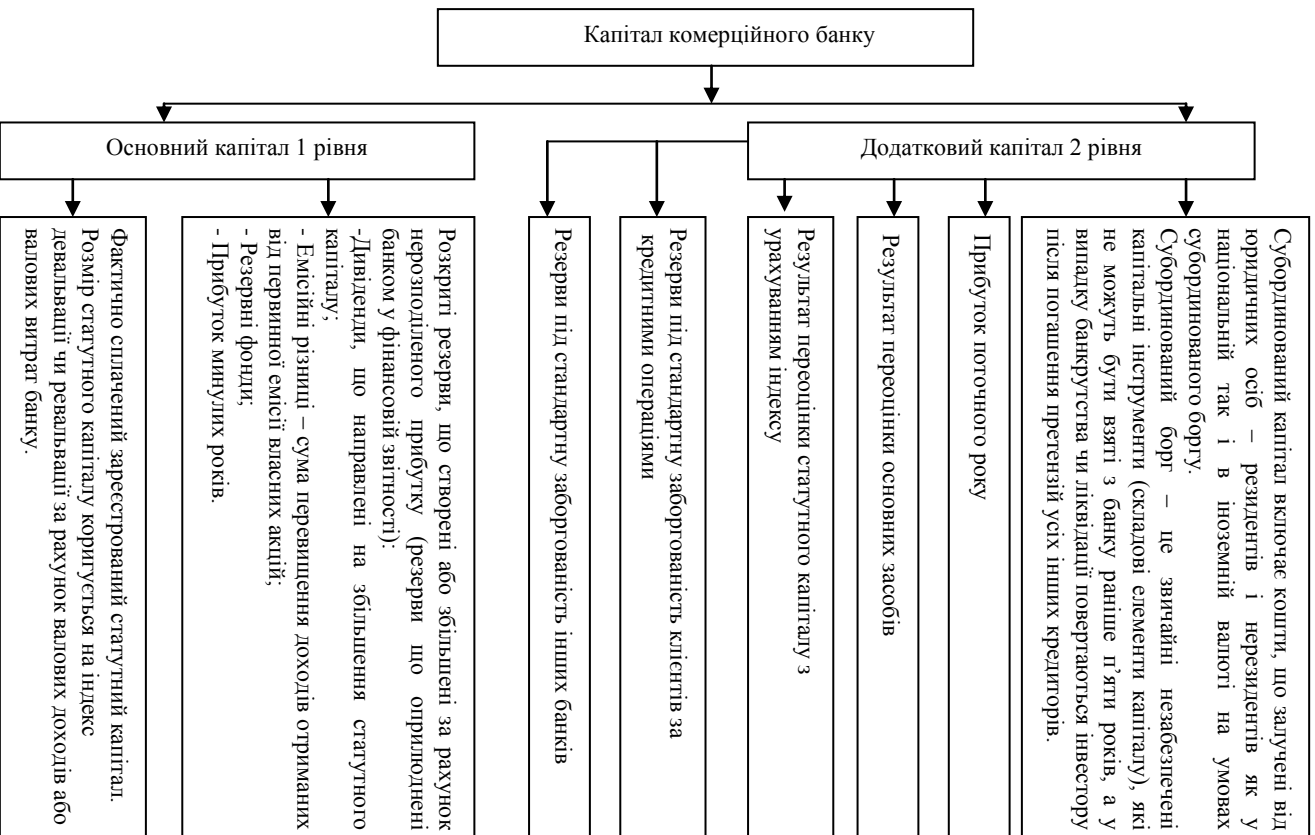 Капітал комерційного банку
Основний капітал 1 рівня
Додатковий капітал 2 рівня
Фактично сплачений зареєстрований статутний капітал.
Розмір статутного капіталу коригується на індекс
девальвації чи ревальвації за рахунок валових доходів або
валових витрат банку.
Розкриті резерви, що створені або збільшені за рахунок
нерозподіленого прибутку (резерви що оприлюднені
банком у фінансовій звітності):
-Дивіденди, що направлені на збільшення статутного
капіталу;
- Емісійні різниці – сума перевищення доходів отриманих
від первинної емісії власних акцій;
- Резервні фонди;
- Прибуток минулих років.
Резерви під стандартну заборгованість інших банків
Резерви під стандартну заборгованість клієнтів за
кредитними операціями
Результат переоцінки статутного капіталу з
урахуванням індексу
Результат переоцінки основних засобів
Прибуток поточного року
Субординований капітал включає кошти, що залучені від
юридичних осіб – резидентів і нерезидентів як у
національній так і в іноземній валюті на умовах
субординованого боргу.
Субординований борг – це звичайні незабезпечені
капітальні інструменти (складові елементи капіталу), які
не можуть бути взяті з банку раніше п’яти років, а у
випадку банкрутства чи ліквідації повертаються інвестору
після погашення претензій усіх інших кредиторів.